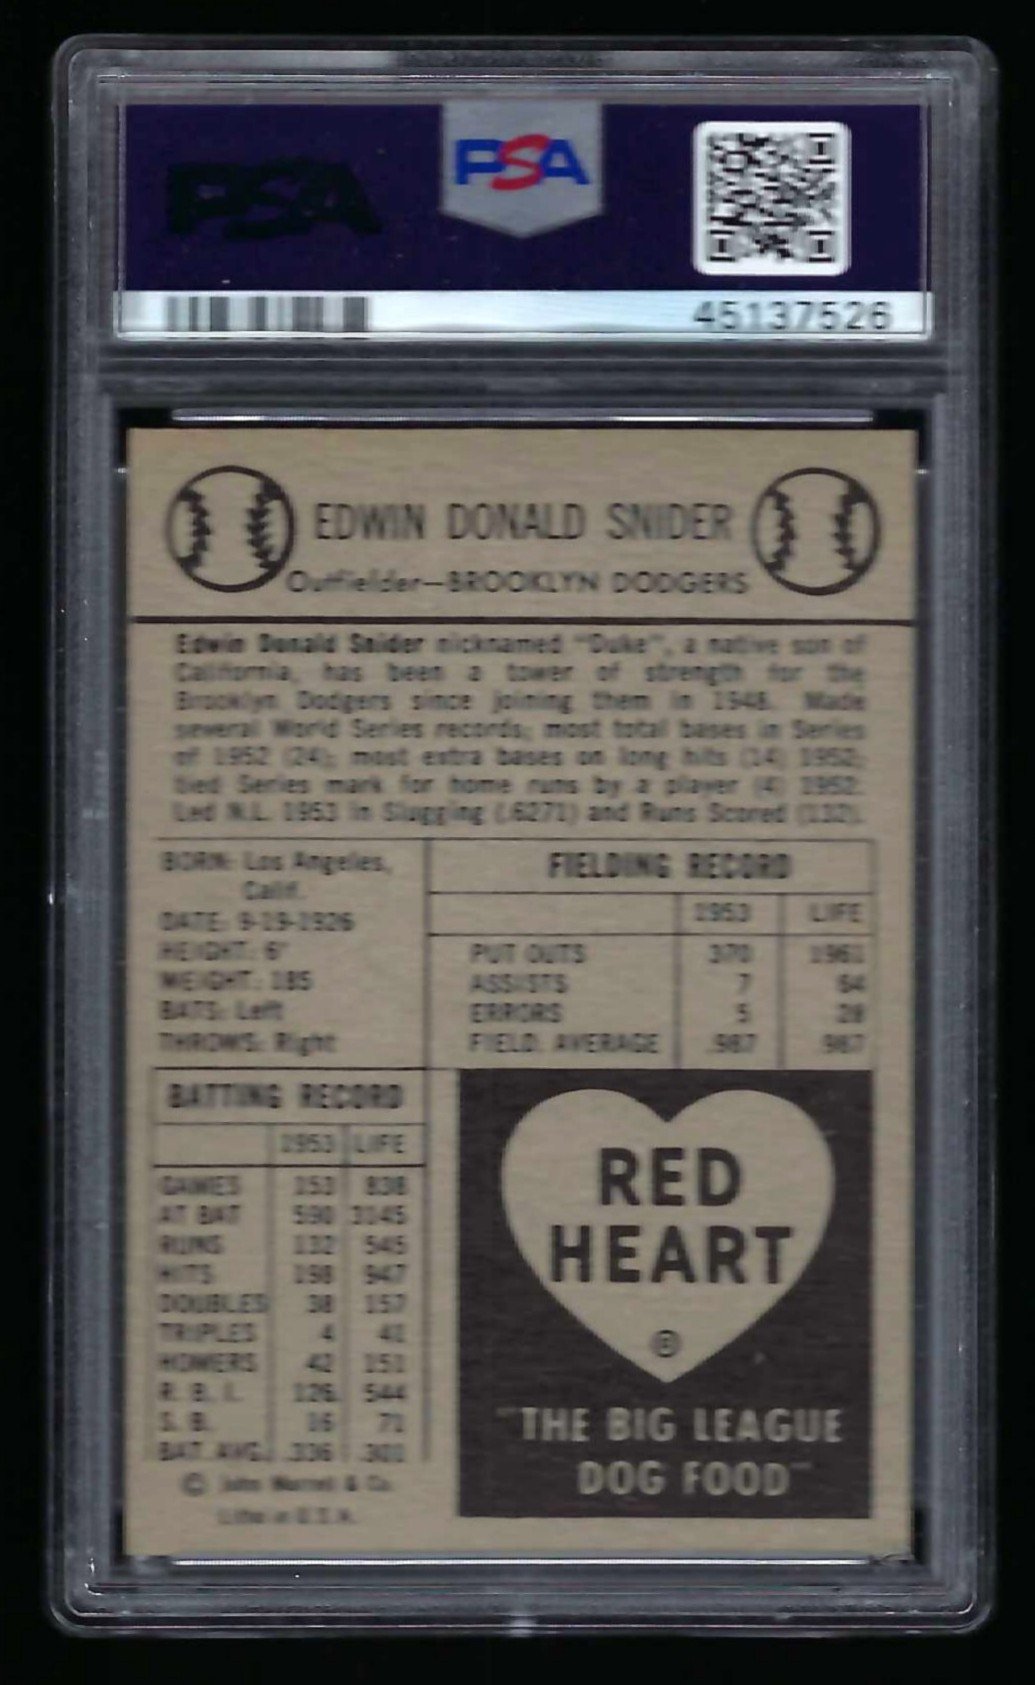 PSA
PSA
45137526
EDWIN DONALD SNIDER
Outfielder—BROOKLYN DODGERS
Edwin Donald Snider nicknamed "Duke", a native son of
California, has been a tower of strength for the
Brooklyn Dodgers since joining them in 1948. Made
several World Series records; most total bases in Series
of 1952 (24); most extra bases on long hits (14) 1952;
tied Series mark for home runs by a player (4) 1952.
Led N.L. 1953 in Slugging (.6271) and Runs Scored (132).
BORN: Los Angeles,
Calif.
DATE: 9-19-1926
HEIGHT: 6'
WEIGHT: 185
BATS: Left
THROWS: Right
FIELDING RECORD
1953 LIFE
PUT OUTS 370 1961
ASSISTS 7 54
ERRORS 5 28
FIELD. AVERAGE .987 987
BATTING RECORD
1953 LIFE
GAMES 153 838
AT BAT 590 3145
RUNS 132 545
HITS 198 947
DOUBLES 38 157
TRIPLES 4 41
HOMERS 42 151
R. B. I. 126 544
S. B. 16 71
BAT. AVG. .336 .301
© John Morrell & Co.
Litho in U.S.A.
RED
HEART
®
"THE BIG LEAGUE
DOG FOOD"